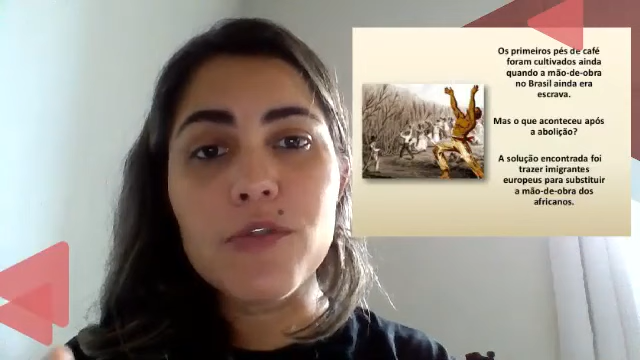 Os primeiros pés de café
foram cultivados ainda
quando a mão-de-obra
no Brasil ainda era
escrava.
Mas o que aconteceu após
a abolição?
A solução encontrada foi
trazer imigrantes
europeus para substituir
a mão-de-obra dos
africanos.